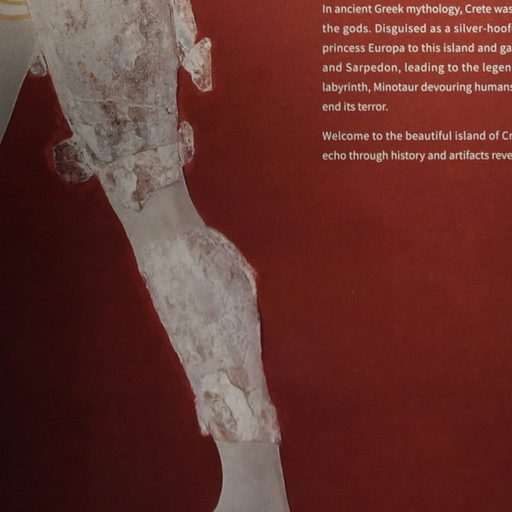 In ancient Greek mythology, Crete was
the gods. Disguised as a silver-hoof
princess Europa to this island and ga
and Sarpedon, leading to the legen
labyrinth, Minotaur devouring humans
end its terror.
Welcome to the beautiful island of Cr
echo through history and artifacts reve